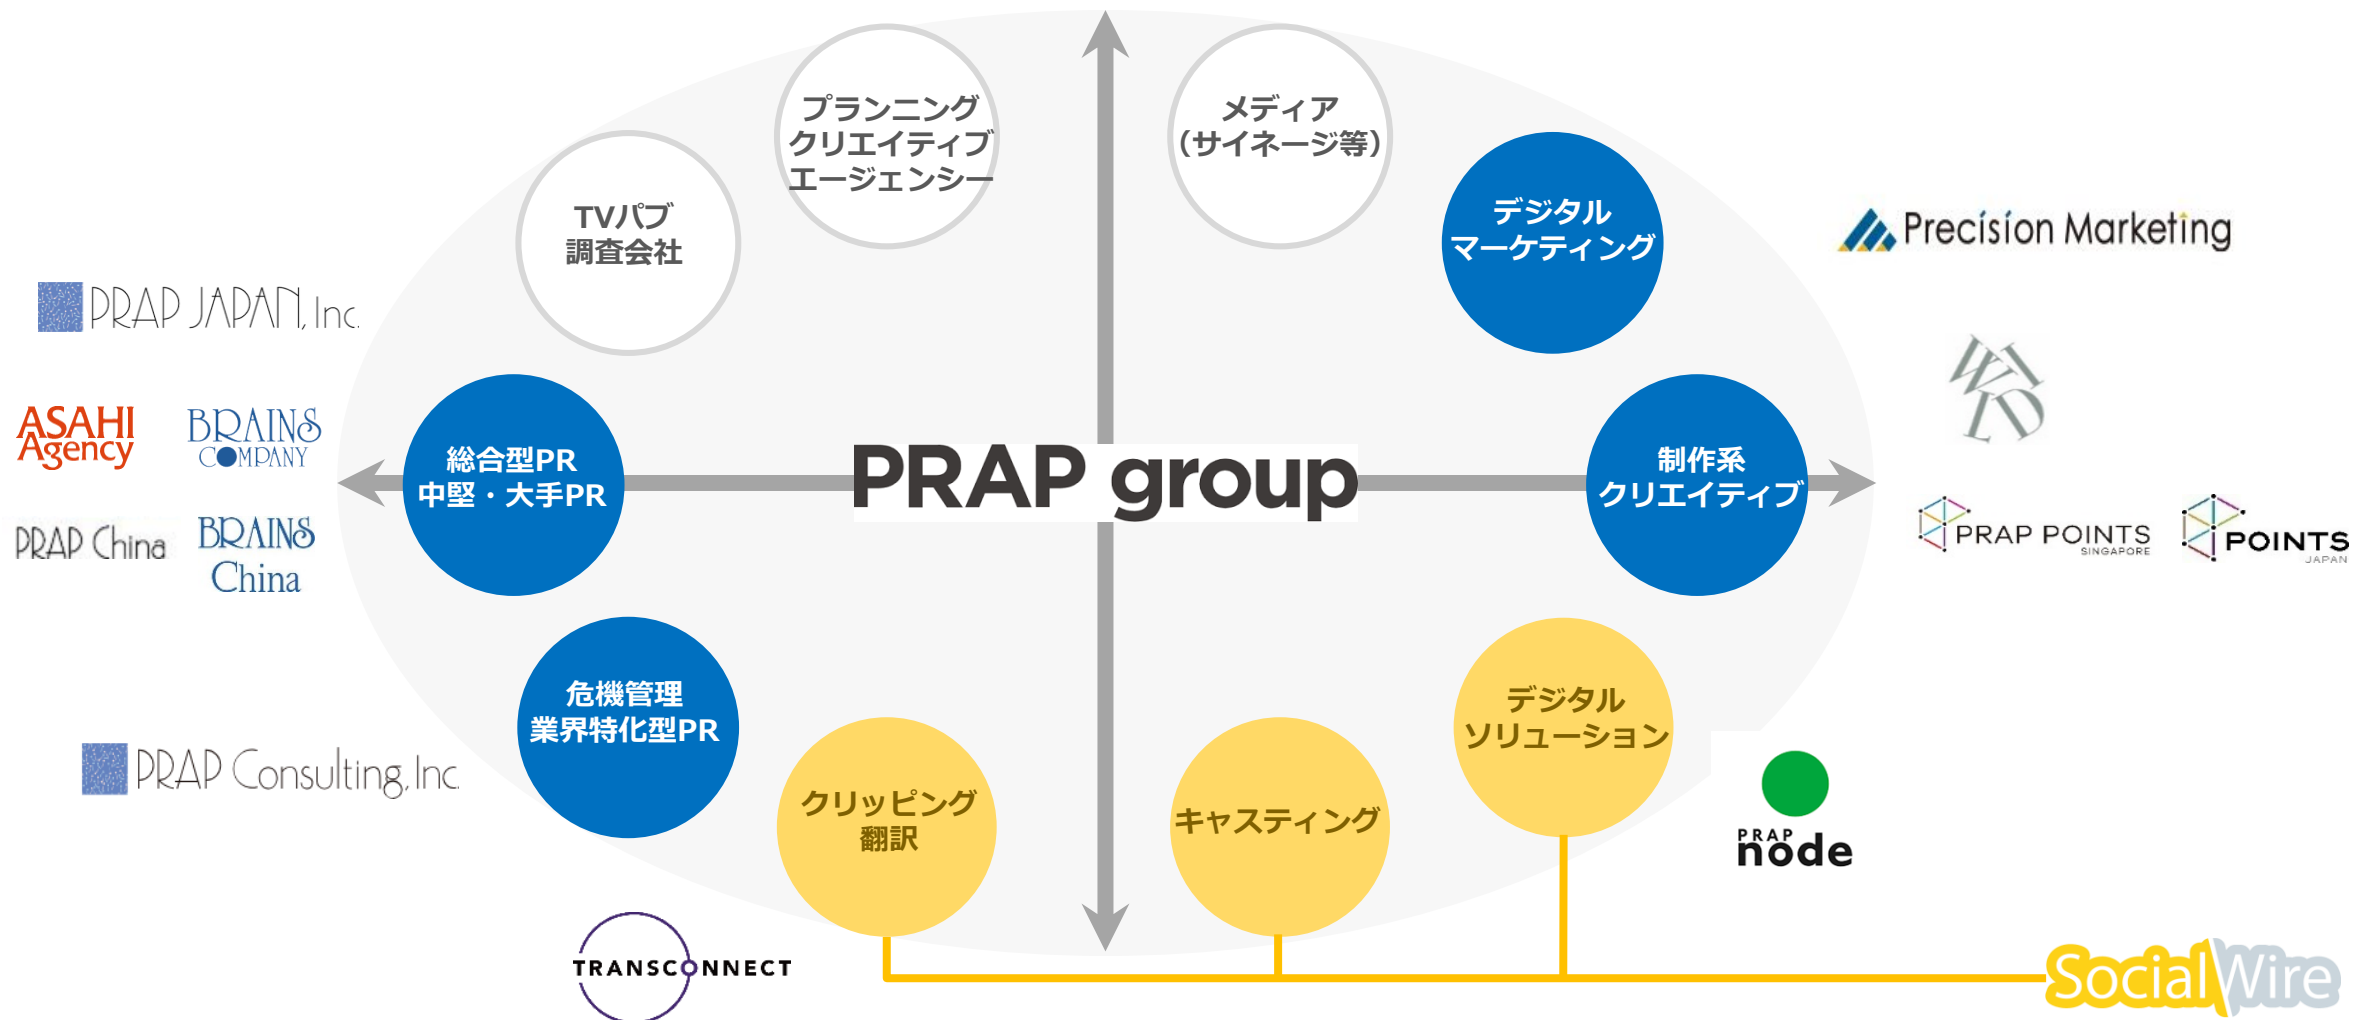 プランニング
クリエイティブ
エージェンシー
メディア
（サイネージ等）
TVパブ
調査会社
デジタル
マーケティング
Precision Marketing
PRAP JAPAN, Inc.
WILD
ASAHI
Agency
BRAINS
COMPANY
総合型PR
中堅・大手PR
PRAP group
制作系
クリエイティブ
PRAP China
BRAINS
China
PRAP POINTS
SINGAPORE
POINTS
JAPAN
危機管理
業界特化型PR
デジタル
ソリューション
PRAP Consulting, Inc.
クリッピング
翻訳
キャスティング
PRAP
node
TRANSCONNECT
SocialWire